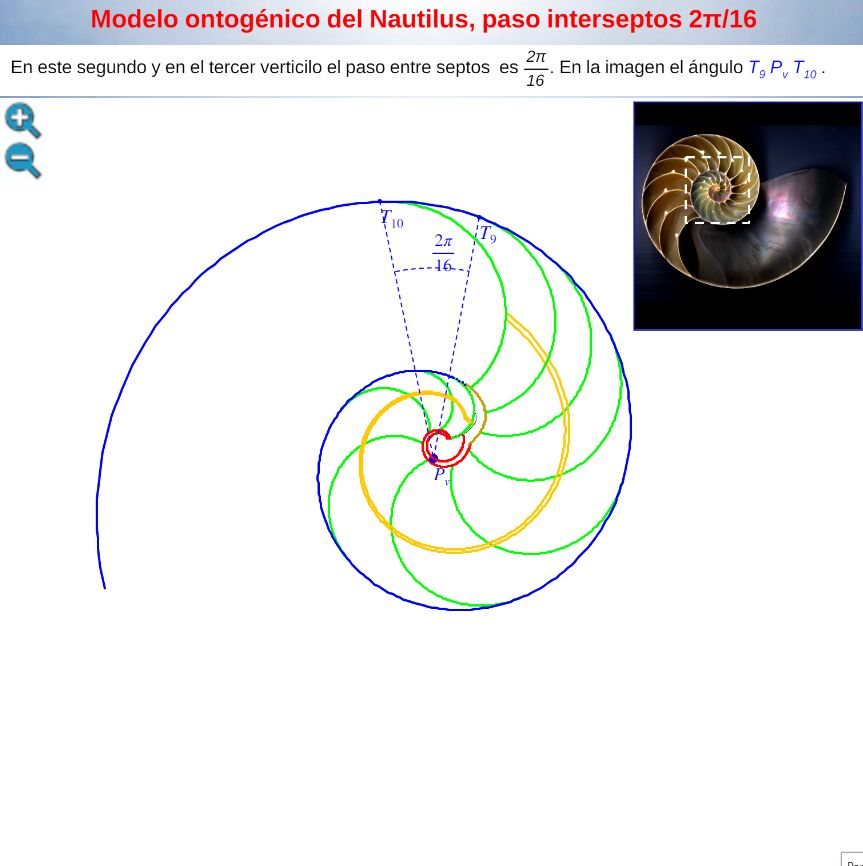 Modelo ontogénico del Nautilus, paso interseptos 2π/16
En este segundo y en el tercer verticilo el paso entre septos es 2π/16. En la imagen el ángulo T₉ Pᵥ T₁₀ .
T₁₀
T₉
2π
16
Pᵥ